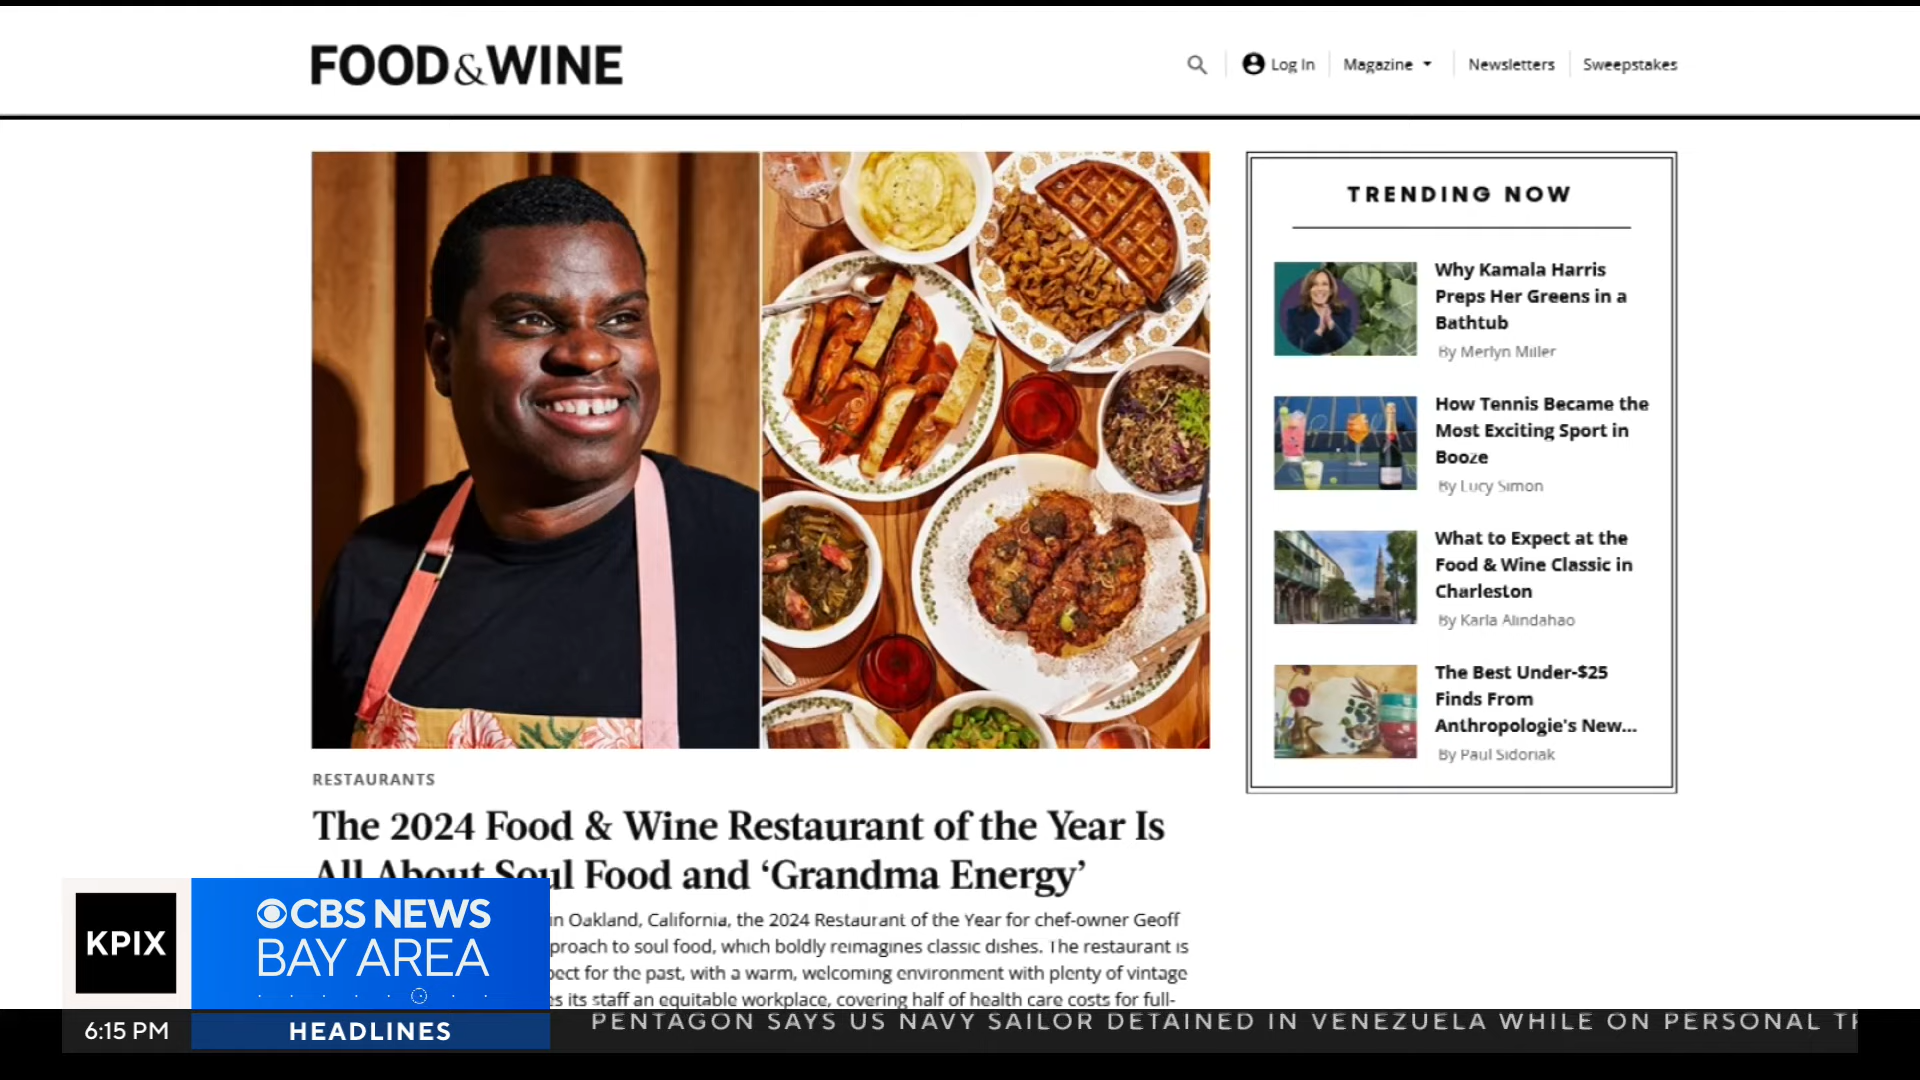 FOOD&WINE
Log In
Magazine
Newsletters
Sweepstakes
TRENDING NOW
Why Kamala Harris
Preps Her Greens in a
Bathtub
By Merlyn Miller
How Tennis Became the
Most Exciting Sport in
Booze
By Lucy Simon
What to Expect at the
Food & Wine Classic in
Charleston
By Karla Alindahao
The Best Under-$25
Finds From
Anthropologie's New...
By Paul Sidoriak
RESTAURANTS
The 2024 Food & Wine Restaurant of the Year Is
All About Soul Food and ‘Grandma Energy’
in Oakland, California, the 2024 Restaurant of the Year for chef-owner Geoff
proach to soul food, which boldly reimagines classic dishes. The restaurant is
pect for the past, with a warm, welcoming environment with plenty of vintage
es its staff an equitable workplace, covering half of health care costs for full-
KPIX
CBS NEWS
BAY AREA
6:15 PM
HEADLINES
PENTAGON SAYS US NAVY SAILOR DETAINED IN VENEZUELA WHILE ON PERSONAL